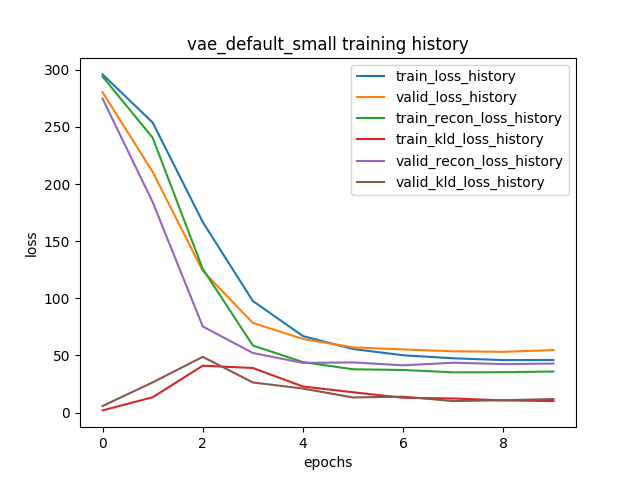 vae_default_small training history
300
250
200
150
100
50
0
loss
train_loss_history
valid_loss_history
train_recon_loss_history
train_kld_loss_history
valid_recon_loss_history
valid_kld_loss_history
0 2 4 6 8
epochs